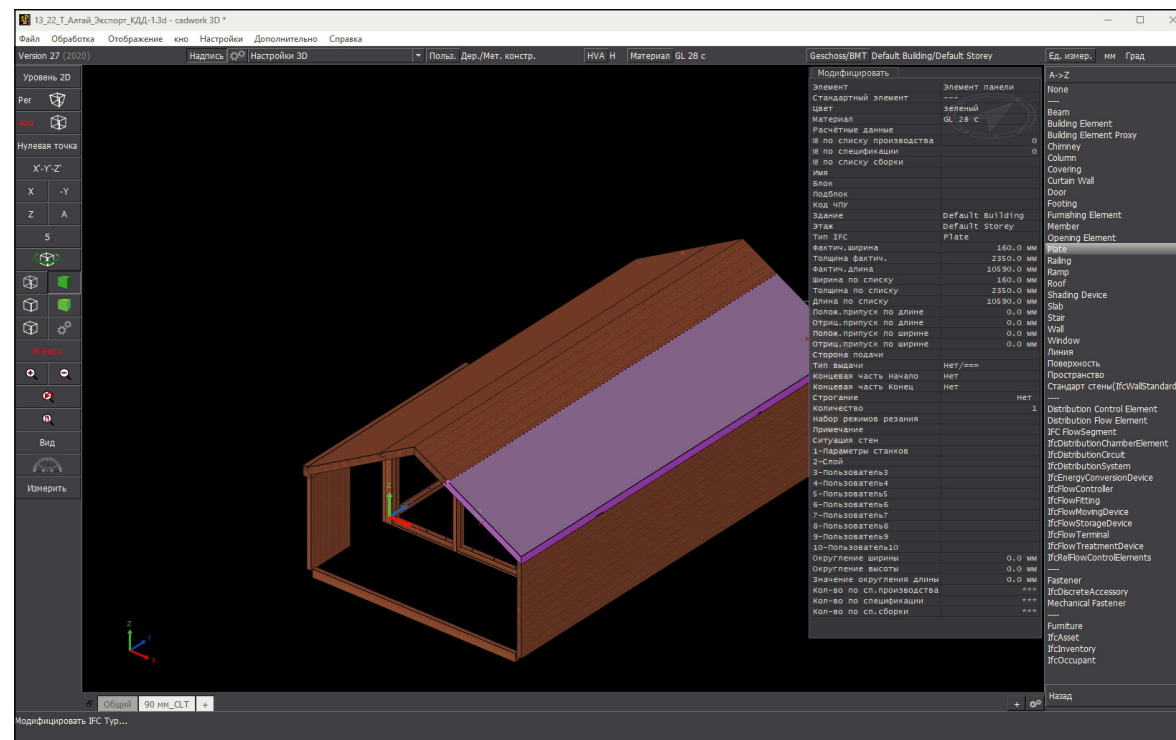 13_22_Т_Алтай_Экспорт_КДД-1.3d - cadwork 3D *
Файл Обработка Отображение кно Настройки Дополнительно Справка
Version 27 (2020) Надпись Настройки 3D Польз. Дер./Мет. констр. HVA H Материал GL 28 c Geschoss/BMT Default Building/Default Storey Ед. измер. мм Град
Уровень 2D
Per
Axo
Нулевая точка
X'-Y'-Z'
X -Y
Z A
5
M Авто
Вид
Измерить
Модифицировать
Элемент Элемент панели
Стандартный элемент ---
Цвет зеленый
Материал GL 28 c
Расчётные данные
№ по списку производства 0
№ по спецификации 0
№ по списку сборки
Имя
Блок
Подблок
Код ЧПУ
Здание Default Building
Этаж Default Storey
Тип IFC Plate
Фактич.ширина 160.0 мм
Толщина фактич. 2350.0 мм
Фактич.длина 10590.0 мм
Ширина по списку 160.0 мм
Толщина по списку 2350.0 мм
Длина по списку 10590.0 мм
Полож.припуск по длине 0.0 мм
Отриц.припуск по длине 0.0 мм
Полож.припуск по ширине 0.0 мм
Отриц.припуск по ширине 0.0 мм
Сторона подачи
Тип выдачи Нет/===
Концевая часть Начало Нет
Концевая часть Конец Нет
Строгание Нет
Количество 1
Набор режимов резания
Примечание
Ситуация стен
1-Параметры станков
2-Слой
3-Пользователь3
4-Пользователь4
5-Пользователь5
6-Пользователь6
7-Пользователь7
8-Пользователь8
9-Пользователь9
10-Пользователь10
Округление ширины 0.0 мм
Округление высоты 0.0 мм
Значение округления длины 0.0 мм
Кол-во по сп.производства ***
Кол-во по спецификации ***
Кол-во по сп.сборки ***
A->Z
None
----
Beam
Building Element
Building Element Proxy
Chimney
Column
Covering
Curtain Wall
Door
Footing
Furnishing Element
Member
Opening Element
Plate
Railing
Ramp
Roof
Shading Device
Slab
Stair
Wall
Window
Линия
Поверхность
Пространство
Стандарт стены(IfcWallStandard
----
Distribution Control Element
Distribution Flow Element
IFC FlowSegment
IfcDistributionChamberElement
IfcDistributionCircuit
IfcDistributionSystem
IfcEnergyConversionDevice
IfcFlowController
IfcFlowFitting
IfcFlowMovingDevice
IfcFlowStorageDevice
IfcFlowTerminal
IfcFlowTreatmentDevice
IfcRelFlowControlElements
----
Fastener
IfcDiscreteAccessory
Mechanical Fastener
----
Furniture
IfcAsset
IfcInventory
IfcOccupant
Назад
Z
Y
X
Общий 90 мм_CLT + +
Модифицировать IFC Typ...